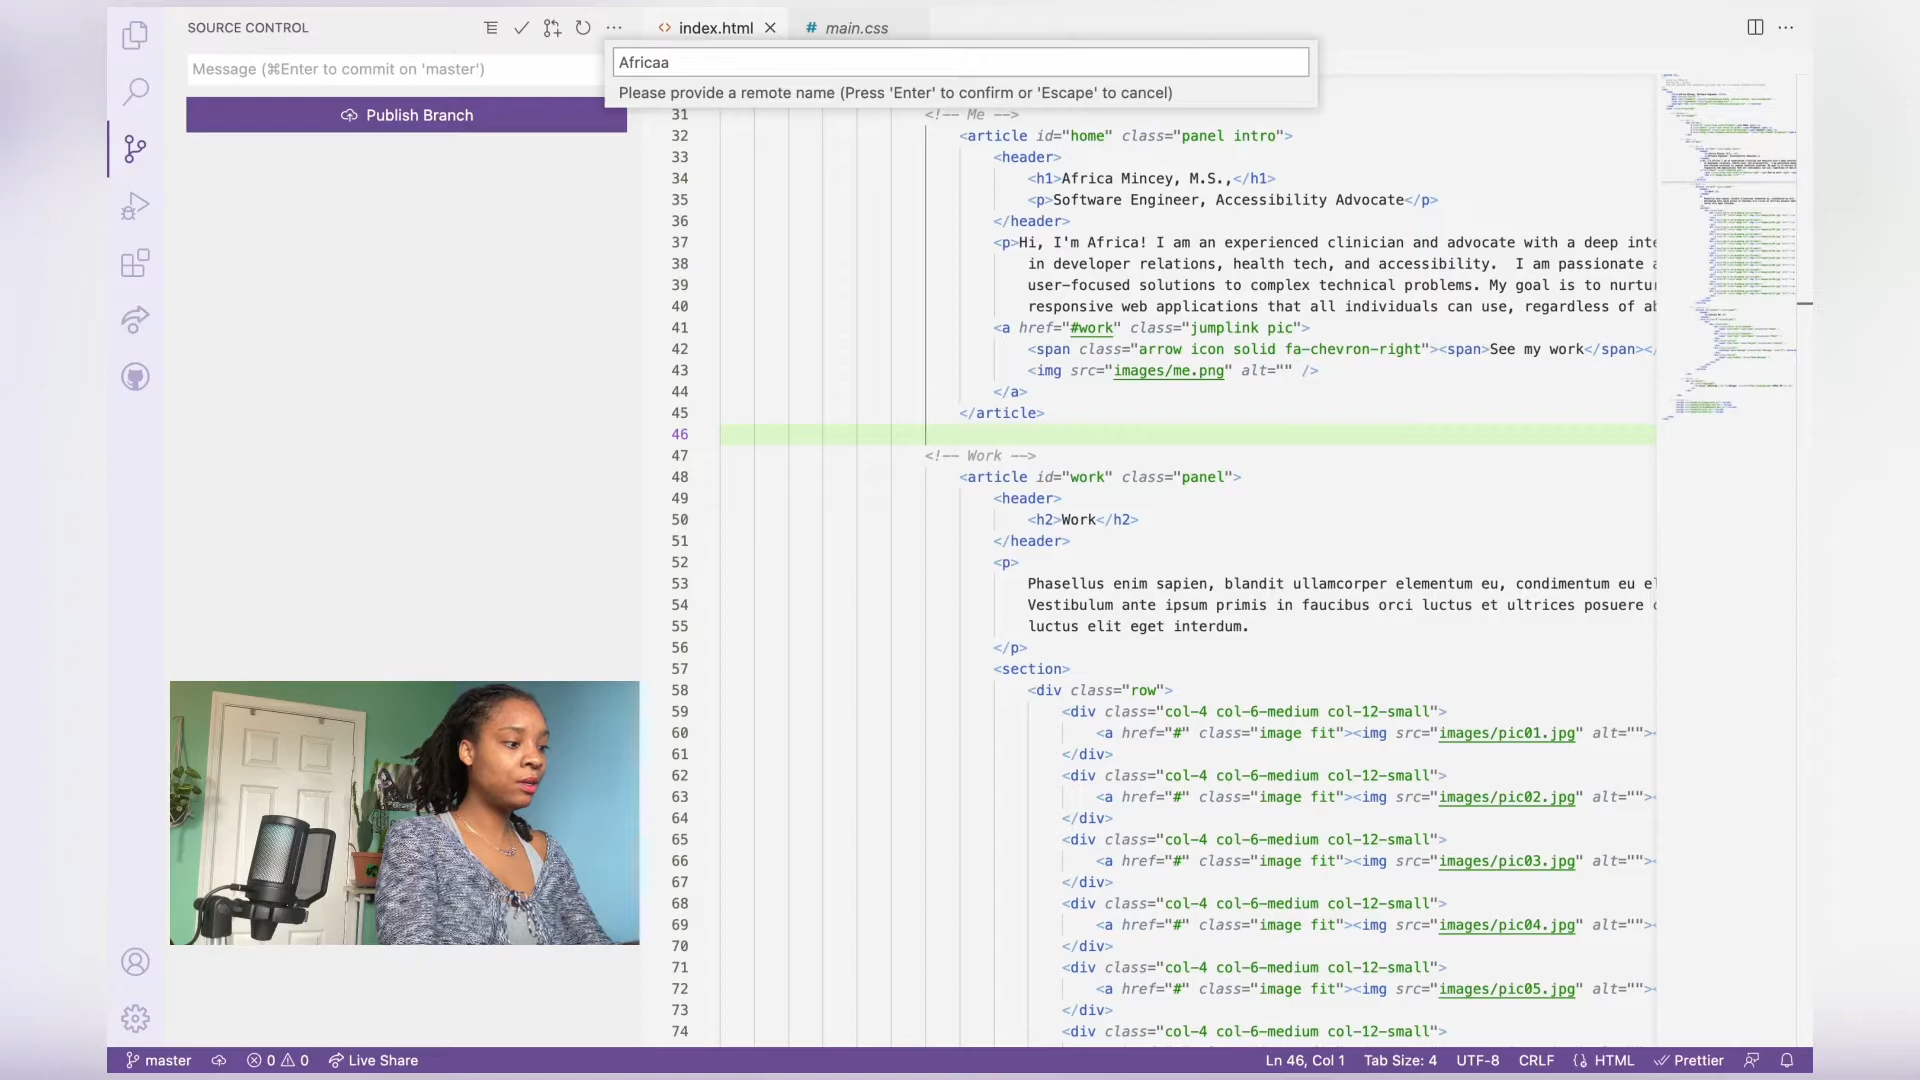 SOURCE CONTROL
index.html
# main.css
Africaa
Please provide a remote name (Press 'Enter' to confirm or 'Escape' to cancel)
Message (⌘Enter to commit on 'master')
Publish Branch
31 <!-- Me -->
32 <article id="home" class="panel intro">
33 <header>
34 <h1>Africa Mincey, M.S.,</h1>
35 <p>Software Engineer, Accessibility Advocate</p>
36 </header>
37 <p>Hi, I'm Africa! I am an experienced clinician and advocate with a deep inte
38 in developer relations, health tech, and accessibility.  I am passionate a
39 user-focused solutions to complex technical problems. My goal is to nurtur
40 responsive web applications that all individuals can use, regardless of ab
41 <a href="#work" class="jumplink pic">
42 <span class="arrow icon solid fa-chevron-right"><span>See my work</span></
43 <img src="images/me.png" alt="" />
44 </a>
45 </article>
46
47 <!-- Work -->
48 <article id="work" class="panel">
49 <header>
50 <h2>Work</h2>
51 </header>
52 <p>
53 Phasellus enim sapien, blandit ullamcorper elementum eu, condimentum eu el
54 Vestibulum ante ipsum primis in faucibus orci luctus et ultrices posuere c
55 luctus elit eget interdum.
56 </p>
57 <section>
58 <div class="row">
59 <div class="col-4 col-6-medium col-12-small">
60 <a href="#" class="image fit"><img src="images/pic01.jpg" alt="">
61 </div>
62 <div class="col-4 col-6-medium col-12-small">
63 <a href="#" class="image fit"><img src="images/pic02.jpg" alt="">
64 </div>
65 <div class="col-4 col-6-medium col-12-small">
66 <a href="#" class="image fit"><img src="images/pic03.jpg" alt="">
67 </div>
68 <div class="col-4 col-6-medium col-12-small">
69 <a href="#" class="image fit"><img src="images/pic04.jpg" alt="">
70 </div>
71 <div class="col-4 col-6-medium col-12-small">
72 <a href="#" class="image fit"><img src="images/pic05.jpg" alt="">
73 </div>
74 <div class="col-4 col-6-medium col-12-small">
master 0 0 Live Share Ln 46, Col 1 Tab Size: 4 UTF-8 CRLF HTML Prettier